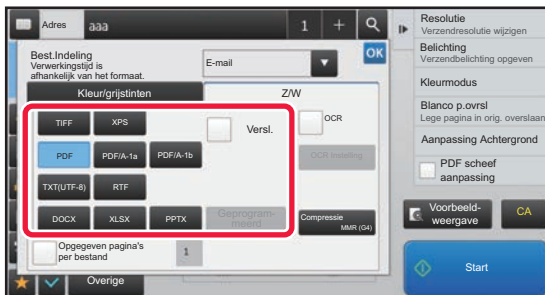 Adres
aaa
1
Best.Indeling
Verwerkingstijd is
afhankelijk van het formaat.
E-mail
OK
Kleur/grijstinten
Z/W
TIFF
XPS
Versl.
OCR
PDF
PDF/A-1a
PDF/A-1b
OCR Instelling
TXT(UTF-8)
RTF
DOCX
XLSX
PPTX
Geprogram-
meerd
Compressie
MMR (G4)
Opgegeven pagina's
per bestand
1
Overige
Resolutie
Verzendresolutie wijzigen
Belichting
Verzendbelichting opgeven
Kleurmodus
Blanco p.ovrsl
Lege pagina in orig. overslaan
Aanpassing Achtergrond
PDF scheef
aanpassing
Voorbeeld-
weergave
CA
Start